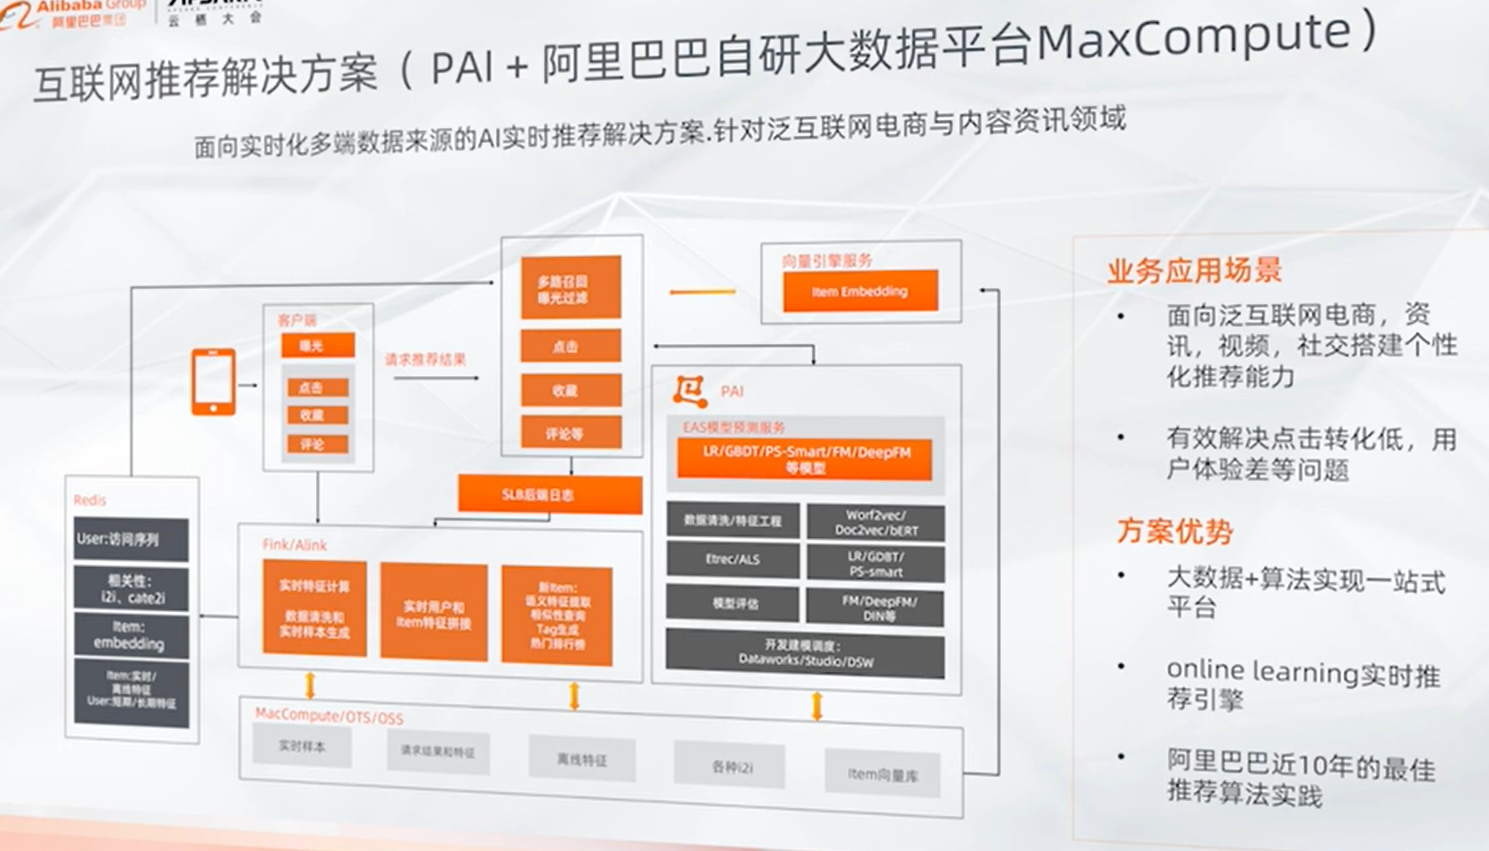 Alibaba Group
阿里巴巴集团
云栖大会
互联网推荐解决方案（ PAI + 阿里巴巴自研大数据平台MaxCompute）
面向实时化多端数据来源的AI实时推荐解决方案.针对泛互联网电商与内容资讯领域
客户端
曝光
点击
收藏
评论
请求推荐结果
多路召回
曝光过滤
点击
收藏
评论等
SLB后端日志
向量引擎服务
Item Embedding
PAI
EAS模型预测服务
LR/GBDT/PS-Smart/FM/DeepFM
等模型
数据清洗/特征工程
Worf2vec/
Doc2vec/bERT
Etrec/ALS
LR/GDBT/
PS-smart
模型评估
FM/DeepFM/
DIN等
开发建模调度:
Dataworks/Studio/DSW
Redis
User:访问序列
相关性:
i2i、cate2i
Item:
embedding
Item:实时/
离线特征
User:短期/长期特征
Fink/Alink
实时特征计算
数据清洗和
实时样本生成
实时用户和
Item特征拼接
新Item:
语义特征提取
相似性查询
Tag生成
热门排行榜
MacCompute/OTS/OSS
实时样本
请求结果和特征
离线特征
各种i2i
Item向量库
业务应用场景
• 面向泛互联网电商，资
讯，视频，社交搭建个性
化推荐能力
• 有效解决点击转化低，用
户体验差等问题
方案优势
• 大数据+算法实现一站式
平台
• online learning实时推
荐引擎
• 阿里巴巴近10年的最佳
推荐算法实践